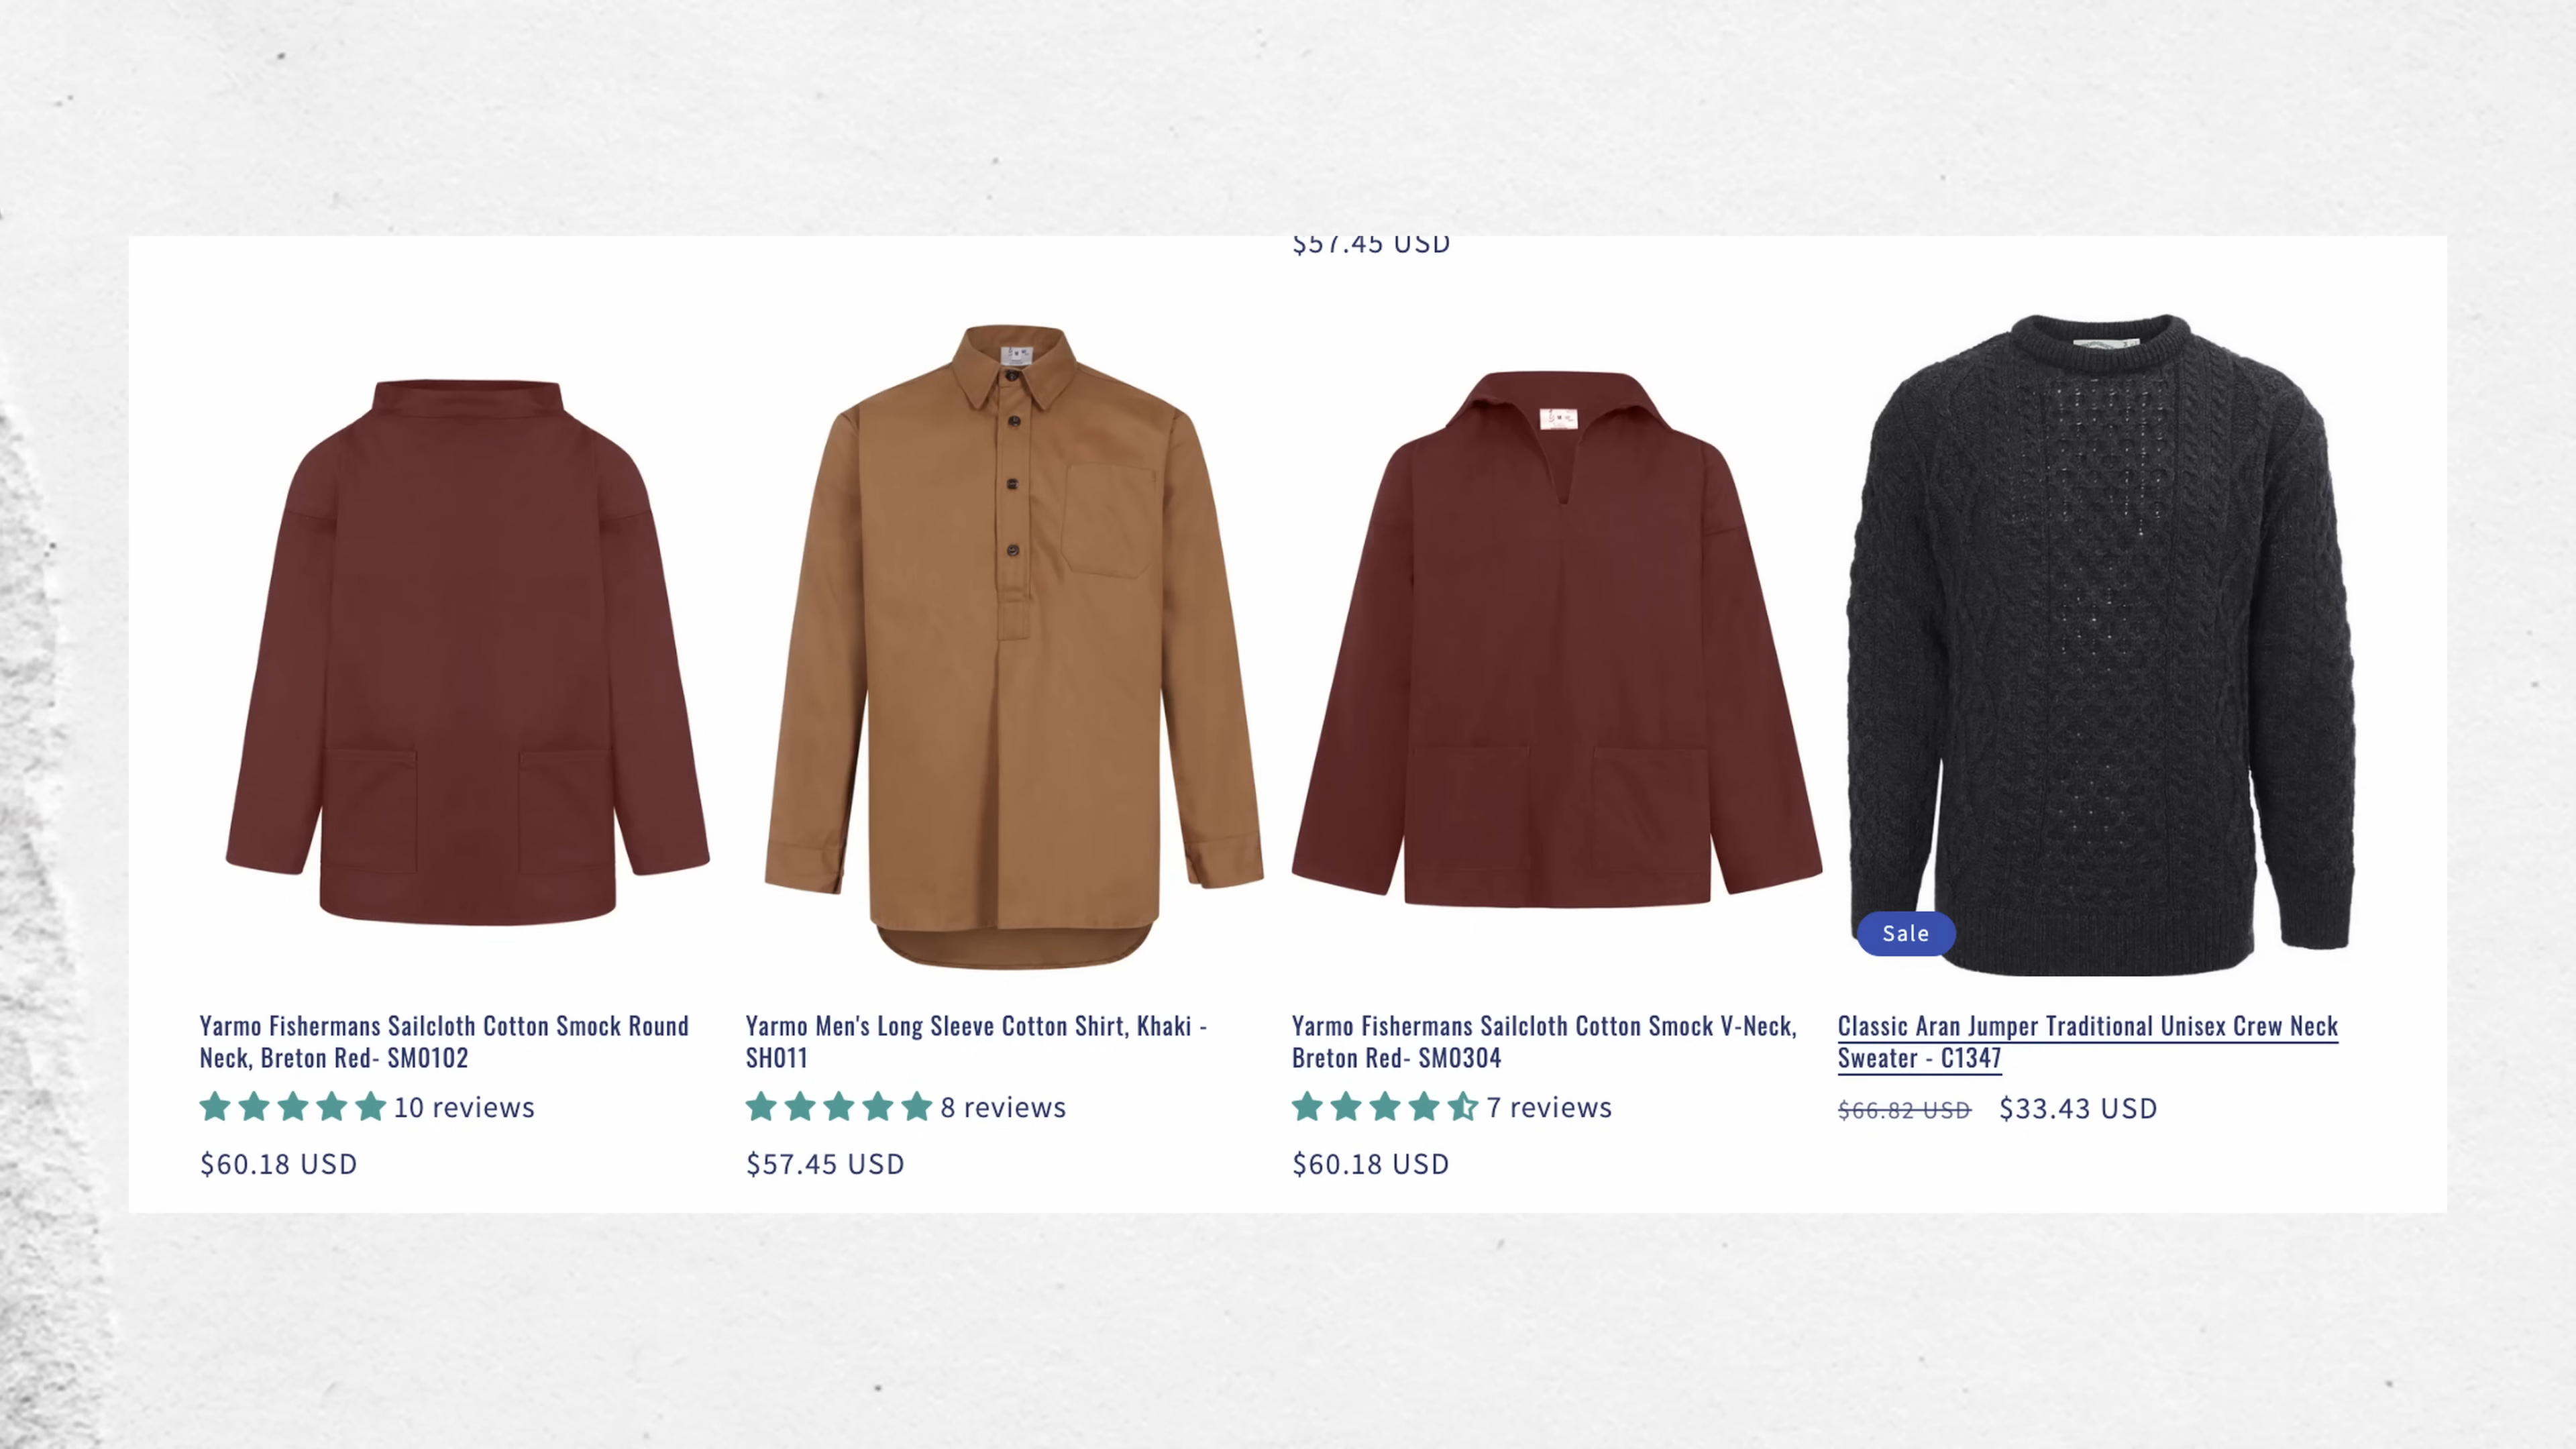 $57.45 USD
Yarmo Fishermans Sailcloth Cotton Smock Round
Neck, Breton Red- SM0102
10 reviews
$60.18 USD
Yarmo Men's Long Sleeve Cotton Shirt, Khaki -
SH011
8 reviews
$57.45 USD
Yarmo Fishermans Sailcloth Cotton Smock V-Neck,
Breton Red- SM0304
7 reviews
$60.18 USD
Sale
Classic Aran Jumper Traditional Unisex Crew Neck
Sweater - C1347
$66.82 USD $33.43 USD